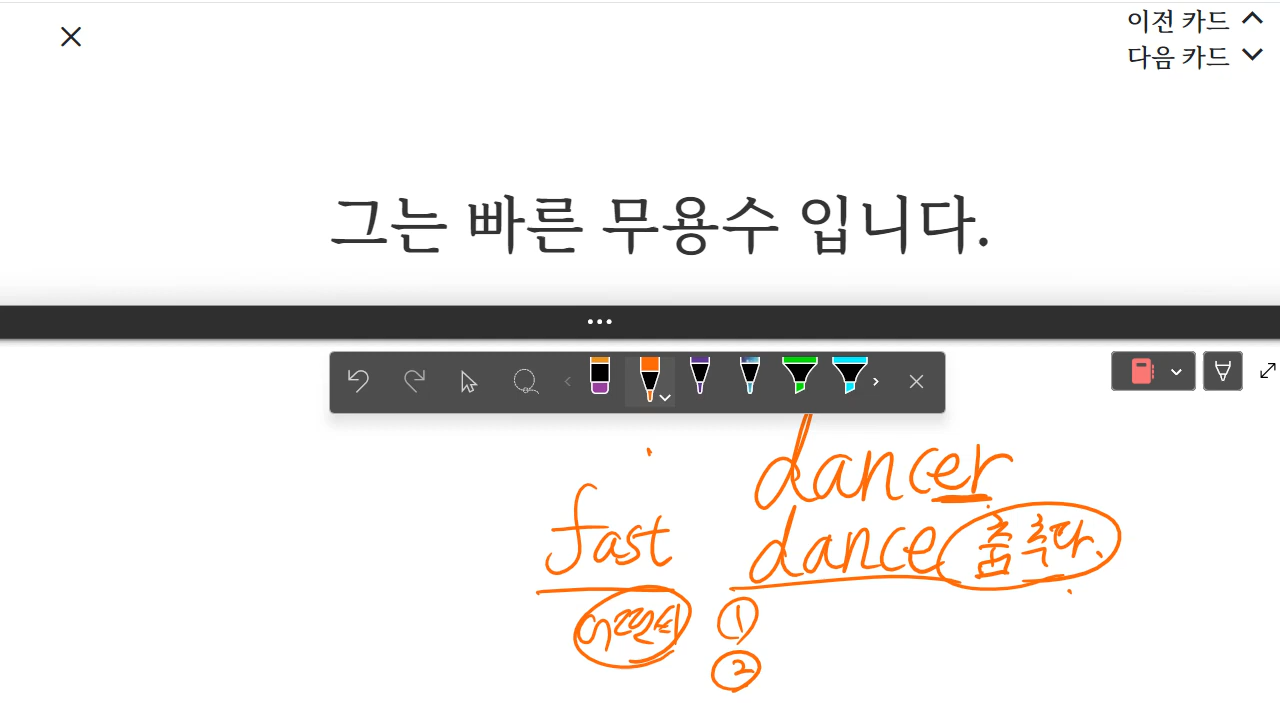 이전 카드
다음 카드
그는 빠른 무용수 입니다.
dancer
fast
dance 춤추다.
①
②